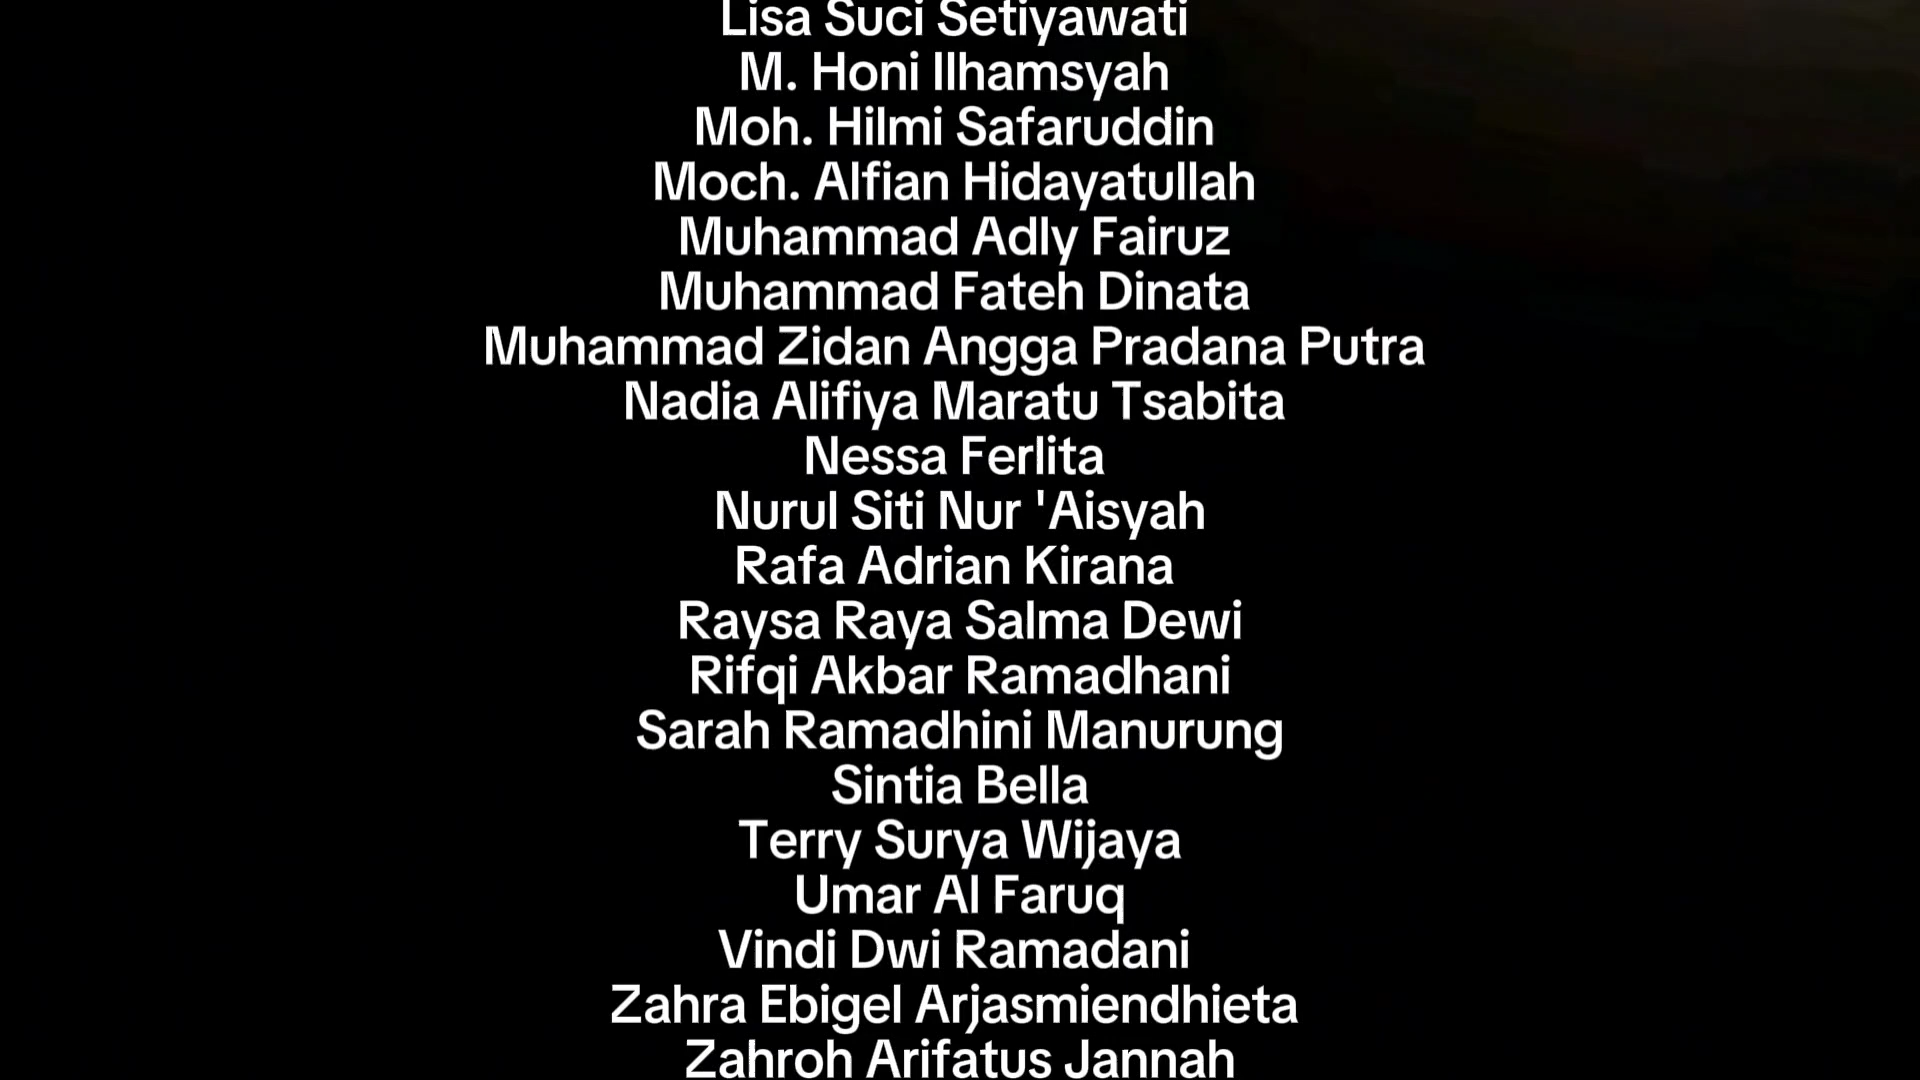 Lisa Suci Setiyawati
M. Honi Ilhamsyah
Moh. Hilmi Safaruddin
Moch. Alfian Hidayatullah
Muhammad Adly Fairuz
Muhammad Fateh Dinata
Muhammad Zidan Angga Pradana Putra
Nadia Alifiya Maratu Tsabita
Nessa Ferlita
Nurul Siti Nur 'Aisyah
Rafa Adrian Kirana
Raysa Raya Salma Dewi
Rifqi Akbar Ramadhani
Sarah Ramadhini Manurung
Sintia Bella
Terry Surya Wijaya
Umar Al Faruq
Vindi Dwi Ramadani
Zahra Ebigel Arjasmiendhieta
Zahroh Arifatus Jannah